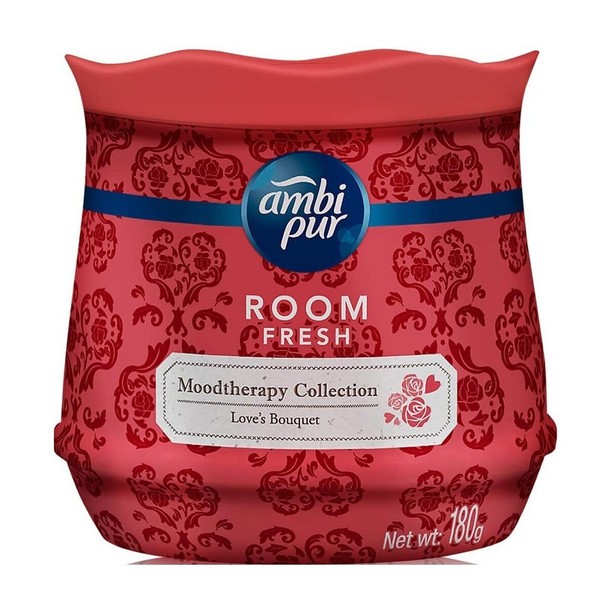 ambi
pur
ROOM
FRESH
Moodtherapy Collection
Love's Bouquet
Net wt: 180g